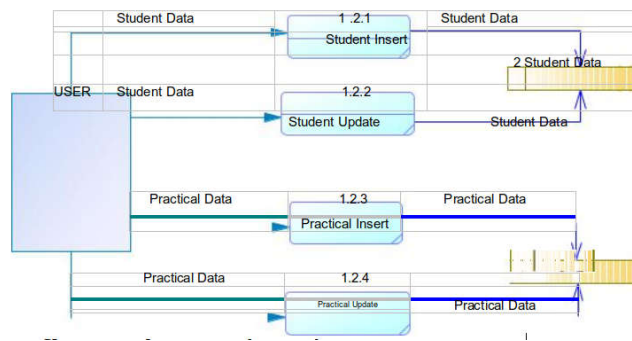 Student Data 1 .2.1 Student Data
Student Insert
2 Student Data
USER Student Data 1.2.2
Student Update Student Data
Practical Data 1.2.3 Practical Data
Practical Insert
Practical Data 1.2.4
Practical Update Practical Data